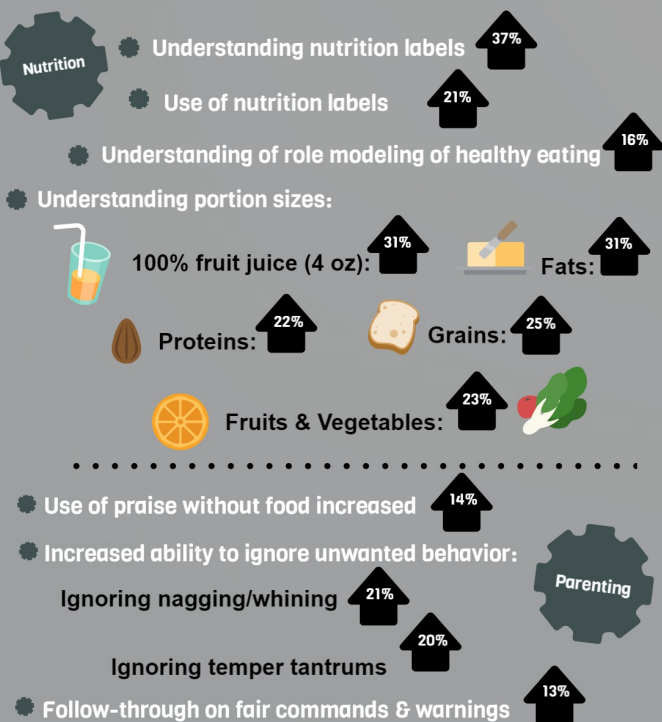 Nutrition
Understanding nutrition labels 37%
Use of nutrition labels 21%
Understanding of role modeling of healthy eating 16%
Understanding portion sizes:
100% fruit juice (4 oz): 31%
Fats: 31%
Proteins: 22%
Grains: 25%
Fruits & Vegetables: 23%
Use of praise without food increased 14%
Increased ability to ignore unwanted behavior:
Parenting
Ignoring nagging/whining 21%
Ignoring temper tantrums 20%
Follow-through on fair commands & warnings 13%